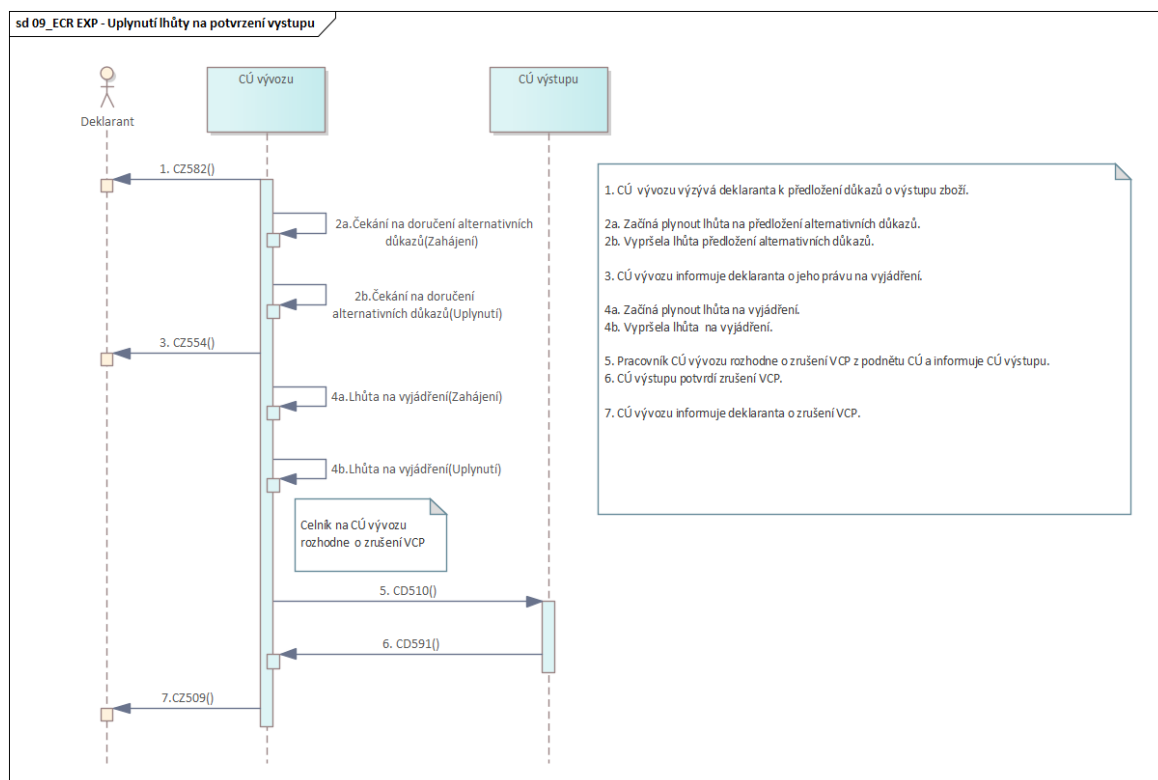 sd 09_ECR EXP - Uplynutí lhůty na potvrzení vystupu
Deklarant
CÚ vývozu
CÚ výstupu
1. CZ582()
2a.Čekání na doručení alternativních
důkazů(Zahájení)
2b.Čekání na doručení
alternativních důkazů(Uplynutí)
3. CZ554()
4a.Lhůta na vyjádření(Zahájení)
4b.Lhůta na vyjádření(Uplynutí)
Celník na CÚ vývozu
rozhodne o zrušení VCP
5. CD510()
6. CD591()
7.CZ509()
1. CÚ vývozu výzývá deklaranta k předložení důkazů o výstupu zboží.
2a. Začíná plynout lhůta na předložení alternativních důkazů.
2b. Vypršela lhůta předložení alternativních důkazů.
3. CÚ vývozu informuje deklaranta o jeho právu na vyjádření.
4a. Začíná plynout lhůta na vyjádření.
4b. Vypršela lhůta na vyjádření.
5. Pracovník CÚ vývozu rozhodne o zrušení VCP z podnětu CÚ a informuje CÚ výstupu.
6. CÚ výstupu potvrdí zrušení VCP.
7. CÚ vývozu informuje deklaranta o zrušení VCP.